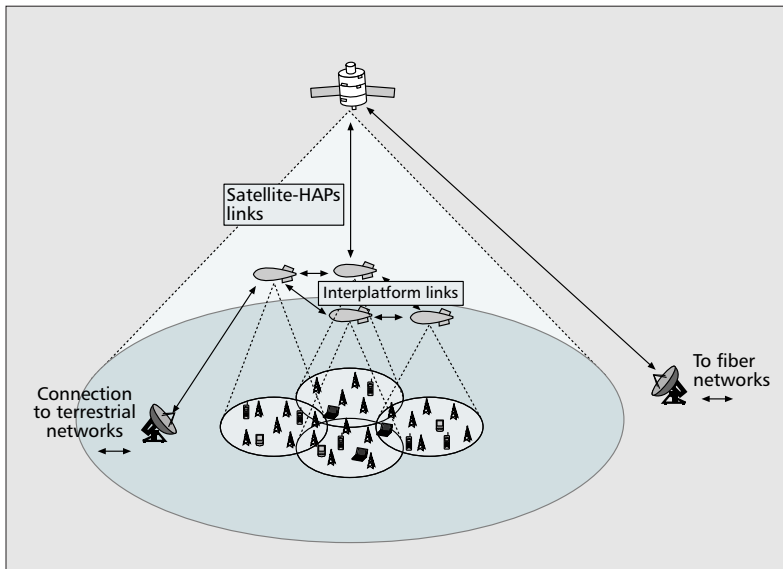 Satellite-HAPs
links
Interplatform links
To fiber
networks
Connection
to terrestrial
networks